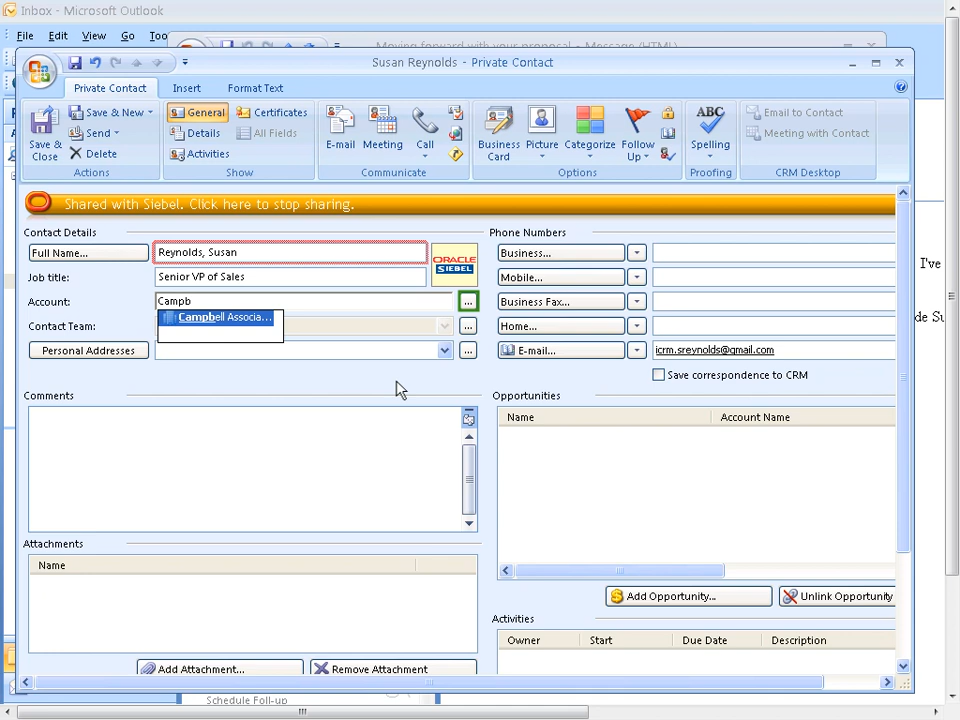 Inbox - Microsoft Outlook
File Edit View Go Too
Moving forward with your proposal - Message (HTML)
Susan Reynolds - Private Contact
Private Contact Insert Format Text
Save & Close
Save & New
Send
Delete
Actions
General
Details
Activities
Certificates
All Fields
Show
E-mail
Meeting
Call
Communicate
Business Card
Picture
Categorize
Follow Up
Options
ABC
Spelling
Proofing
Email to Contact
Meeting with Contact
CRM Desktop
Shared with Siebel. Click here to stop sharing.
Contact Details
Full Name... Reynolds, Susan
ORACLE
SIEBEL
Job title: Senior VP of Sales
Account: Campb ...
Campbell Associa...
Contact Team: ...
Personal Addresses ...
Phone Numbers
Business...
Mobile...
Business Fax...
Home...
E-mail... icrm.sreynolds@gmail.com
Save correspondence to CRM
I've
de Su
Comments
Opportunities
Name Account Name
Attachments
Name
Add Opportunity... Unlink Opportunity
Activities
Owner Start Due Date Description
Add Attachment... Remove Attachment
Schedule Foll-up